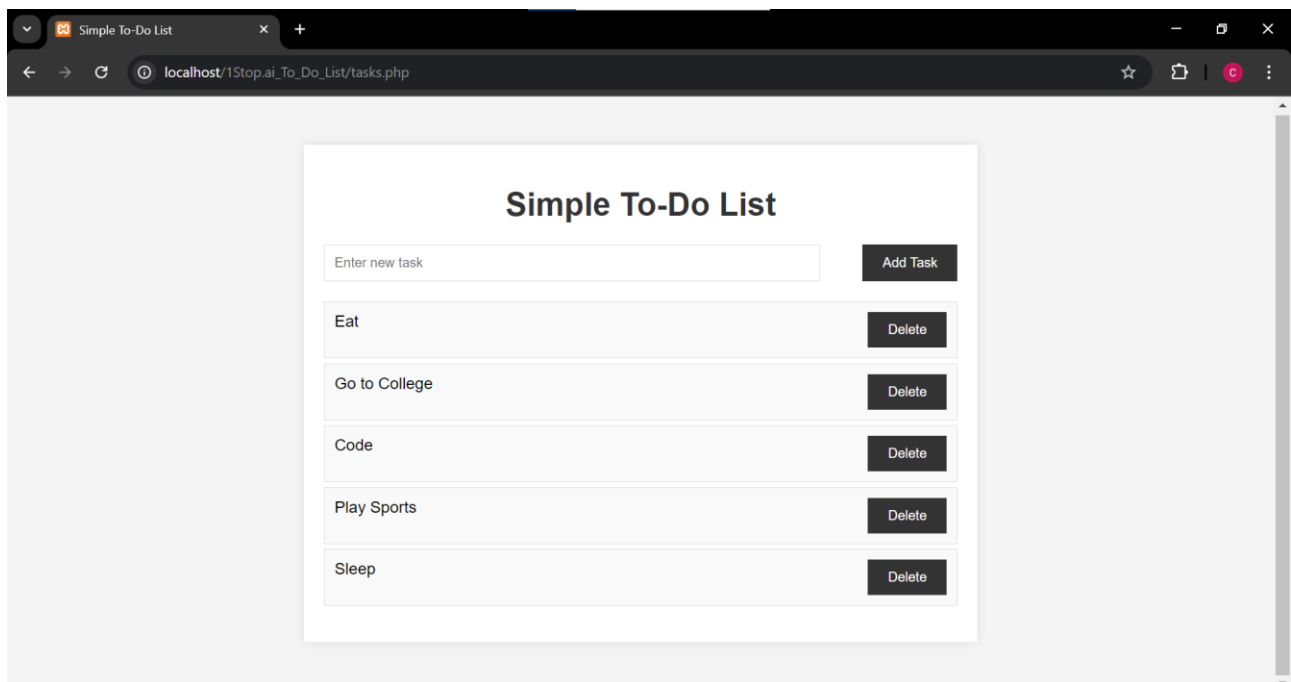 Simple To-Do List
localhost/1Stop.ai_To_Do_List/tasks.php
C
Simple To-Do List
Enter new task
Add Task
Eat
Delete
Go to College
Delete
Code
Delete
Play Sports
Delete
Sleep
Delete